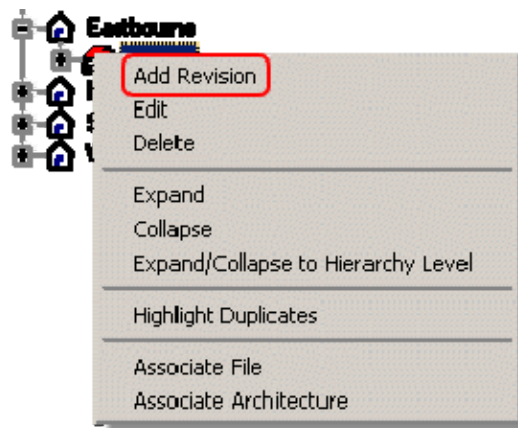 Eastbourne
Add Revision
Edit
Delete
Expand
Collapse
Expand/Collapse to Hierarchy Level
Highlight Duplicates
Associate File
Associate Architecture